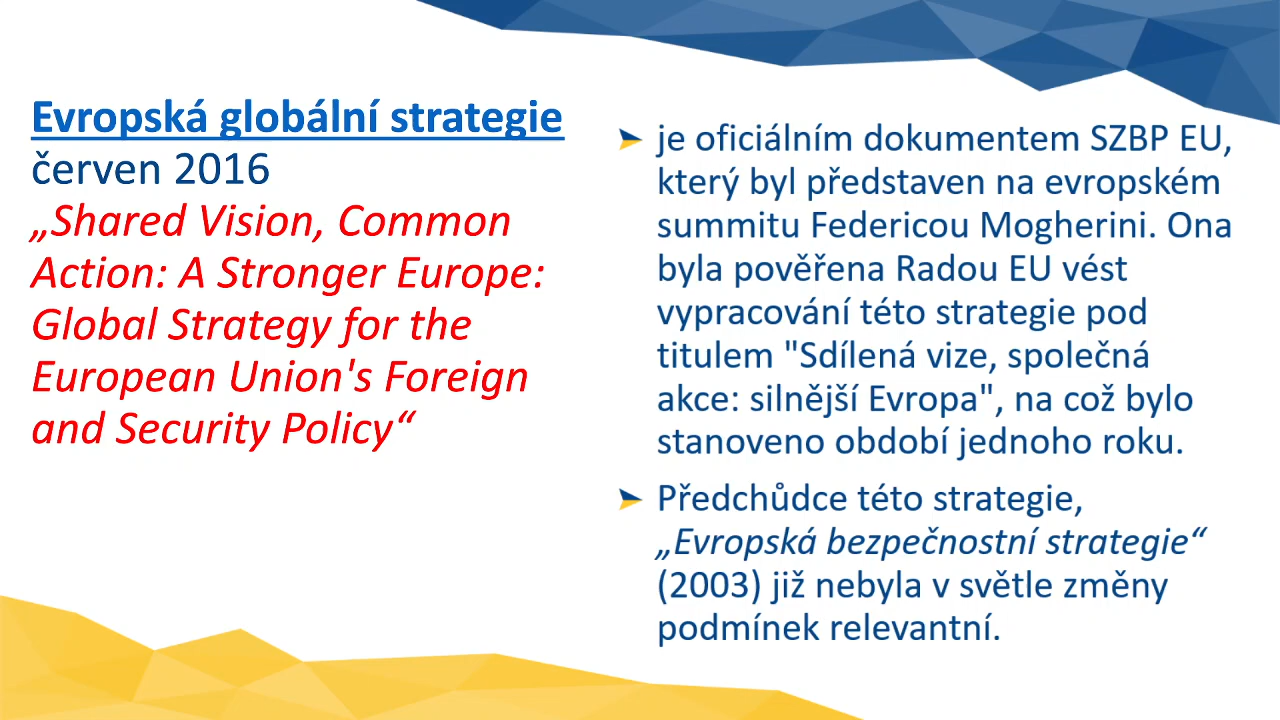 Evropská globální strategie
červen 2016
„Shared Vision, Common
Action: A Stronger Europe:
Global Strategy for the
European Union's Foreign
and Security Policy“
je oficiálním dokumentem SZBP EU,
který byl představen na evropském
summitu Federicou Mogherini. Ona
byla pověřena Radou EU vést
vypracování této strategie pod
titulem "Sdílená vize, společná
akce: silnější Evropa", na což bylo
stanoveno období jednoho roku.
Předchůdce této strategie,
„Evropská bezpečnostní strategie“
(2003) již nebyla v světle změny
podmínek relevantní.